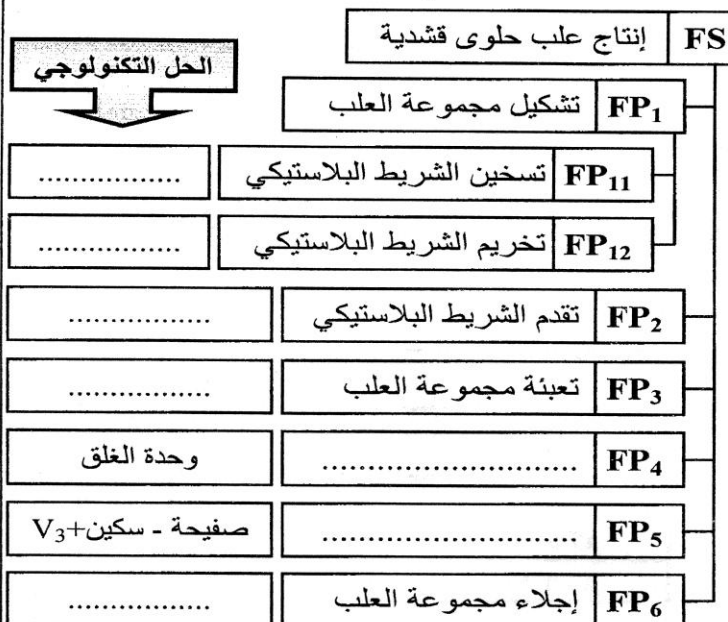 FS إنتاج علب حلوى قشدية
الحل التكنولوجي
FP1 تشكيل مجموعة العلب
FP11 تسخين الشريط البلاستيكي .................
FP12 تخريم الشريط البلاستيكي .................
FP2 تقدم الشريط البلاستيكي .................
FP3 تعبئة مجموعة العلب .................
FP4 .............................. وحدة الغلق
FP5 .............................. صفيحة - سكين+V3
FP6 إجلاء مجموعة العلب .................